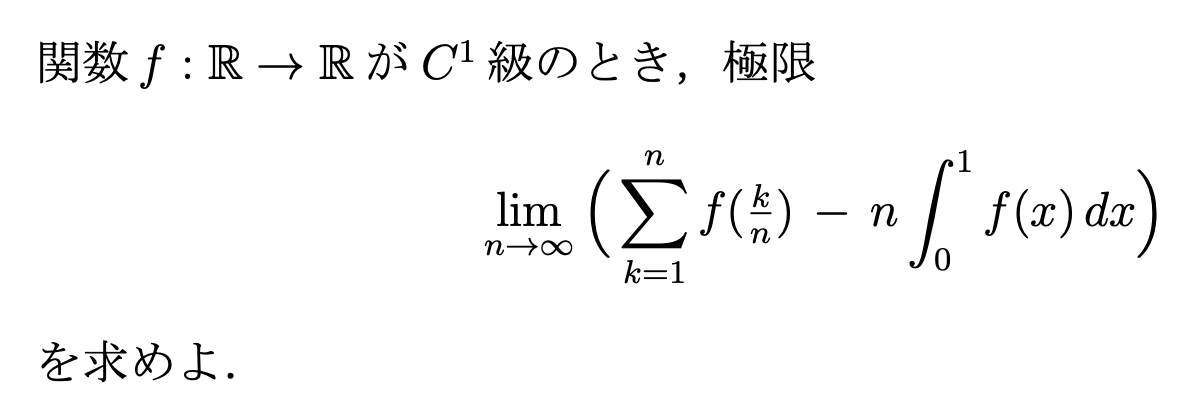 関数 f : ℝ → ℝ が C¹ 級のとき，極限
lim_{n→∞} ( ∑_{k=1}^{n} f(k/n) − n ∫_0^1 f(x) dx )
を求めよ．